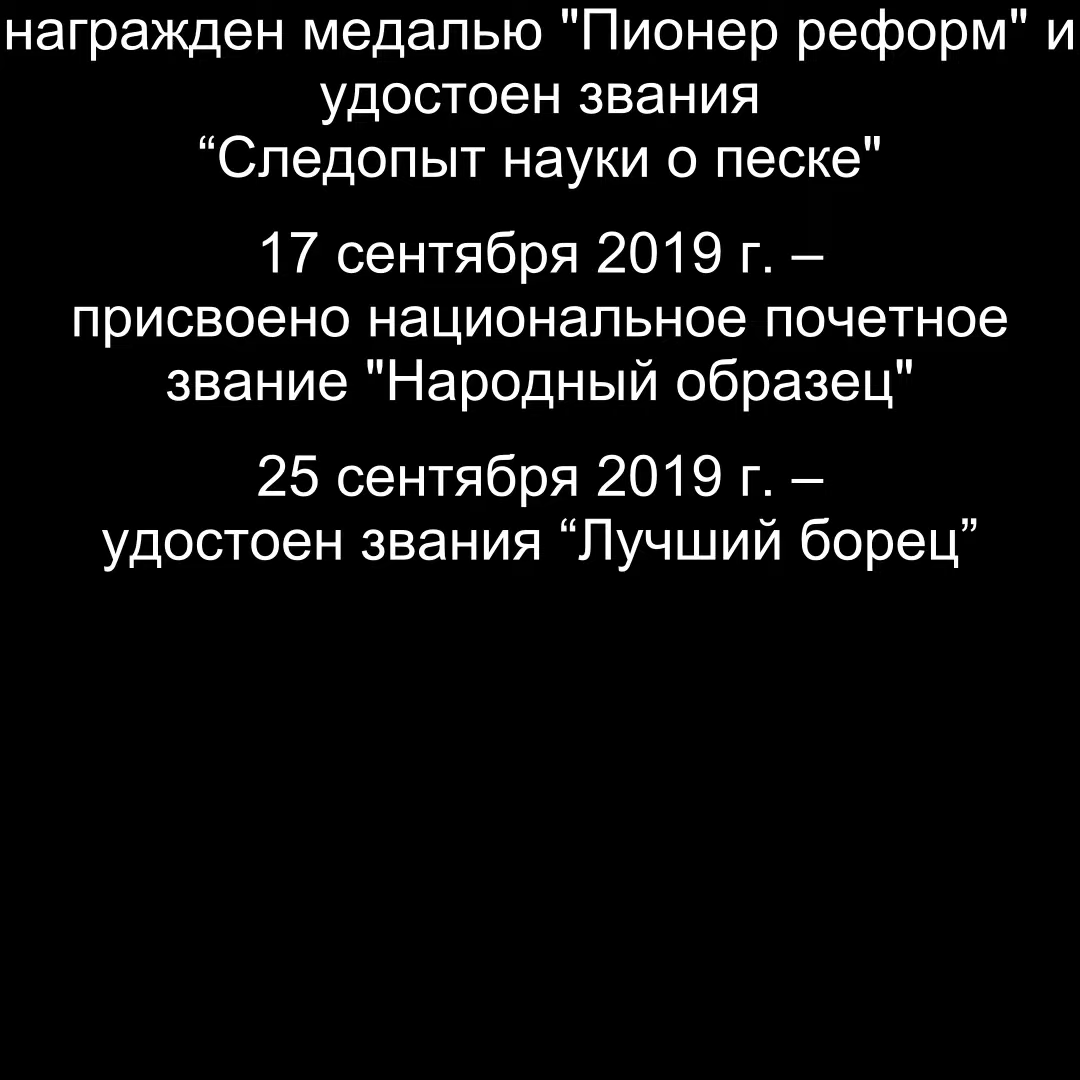 награжден медалью "Пионер реформ" и
удостоен звания
“Следопыт науки о песке"
17 сентября 2019 г. –
присвоено национальное почетное
звание "Народный образец"
25 сентября 2019 г. –
удостоен звания “Лучший борец”